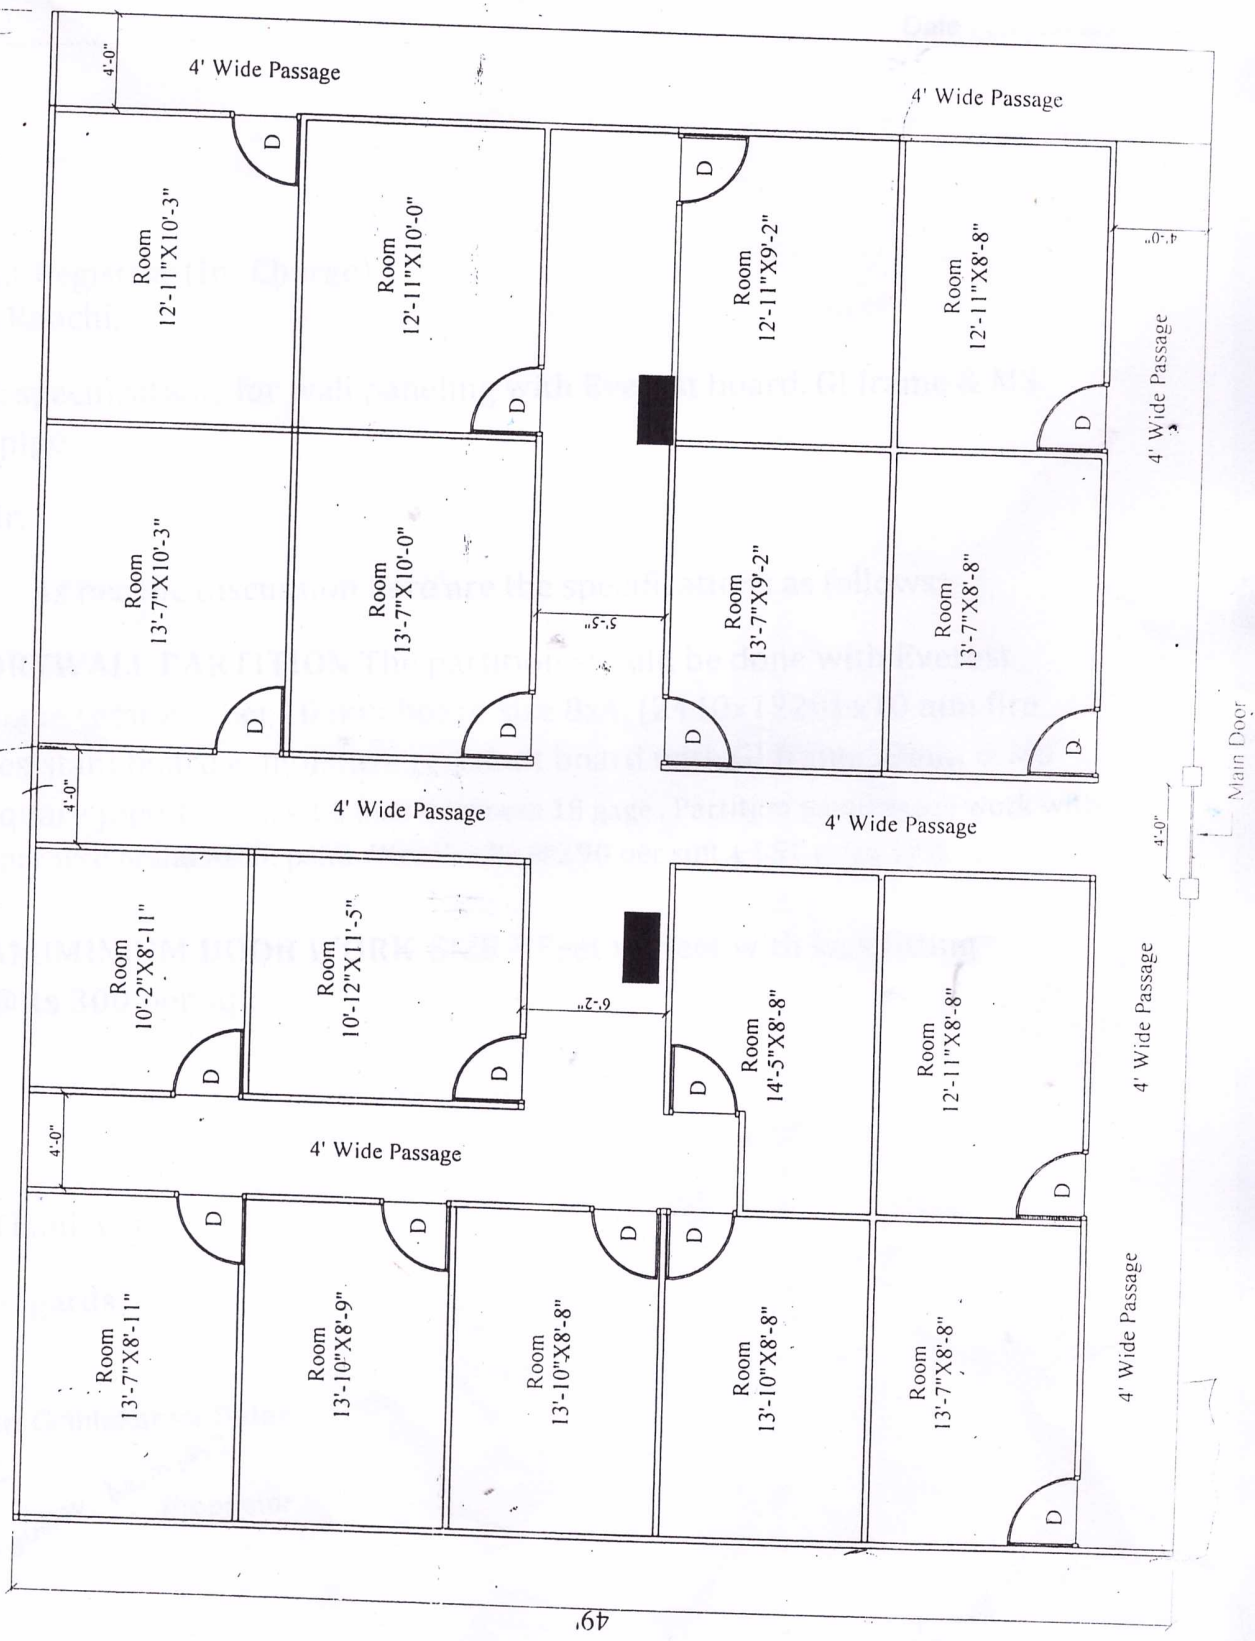 4'-0"
4' Wide Passage
4' Wide Passage
D
D
Room
12'-11"X10'-3"
Room
12'-11"X10'-0"
Room
12'-11"X9'-2"
Room
12'-11"X8'-8"
4'-0"
4' Wide Passage
D
D
Room
13'-7"X10'-3"
Room
13'-7"X10'-0"
5'-5"
Room
13'-7"X9'-2"
Room
13'-7"X8'-8"
D
D
D
D
Main Door
4'-0"
4' Wide Passage
4' Wide Passage
4'-0"
Room
10'-2"X8'-11"
Room
10'-12"X11'-5"
6'-2"
Room
14'-5"X8'-8"
Room
12'-11"X8'-8"
4' Wide Passage
D
D
D
D
4'-0"
4' Wide Passage
D
D
D
D
Room
13'-7"X8'-11"
Room
13'-10"X8'-9"
Room
13'-10"X8'-8"
Room
13'-10"X8'-8"
Room
13'-7"X8'-8"
4' Wide Passage
D
49'